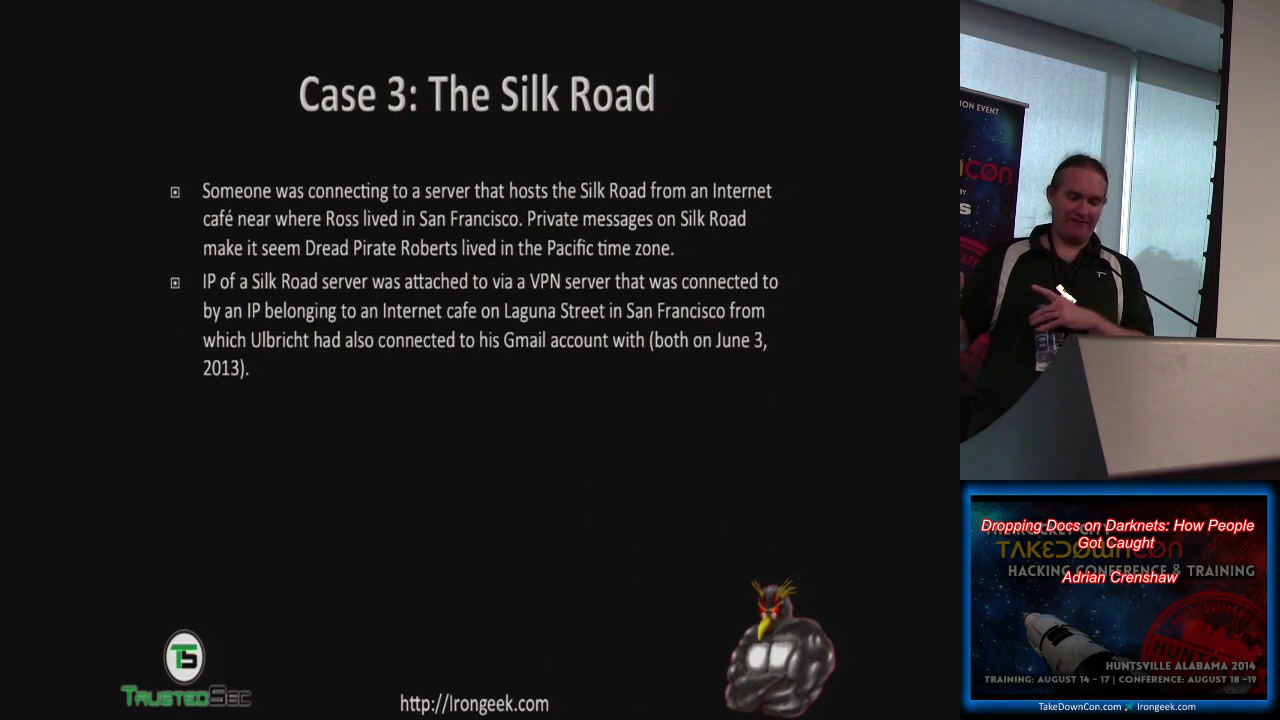 Case 3: The Silk Road
Someone was connecting to a server that hosts the Silk Road from an Internet
café near where Ross lived in San Francisco. Private messages on Silk Road
make it seem Dread Pirate Roberts lived in the Pacific time zone.
IP of a Silk Road server was attached to via a VPN server that was connected to
by an IP belonging to an Internet cafe on Laguna Street in San Francisco from
which Ulbricht had also connected to his Gmail account with (both on June 3,
2013).
TS
TRUSTEDSEC
http://Irongeek.com
ION EVENT
BY
Dropping Docs on Darknets: How People
Got Caught
TAKEDOWNCON
HACKING CONFERENCE & TRAINING
Adrian Crenshaw
HUNTSVILLE ALABAMA 2014
TRAINING: AUGUST 14 - 17 | CONFERENCE: AUGUST 18 -19
TakeDownCon.com Irongeek.com